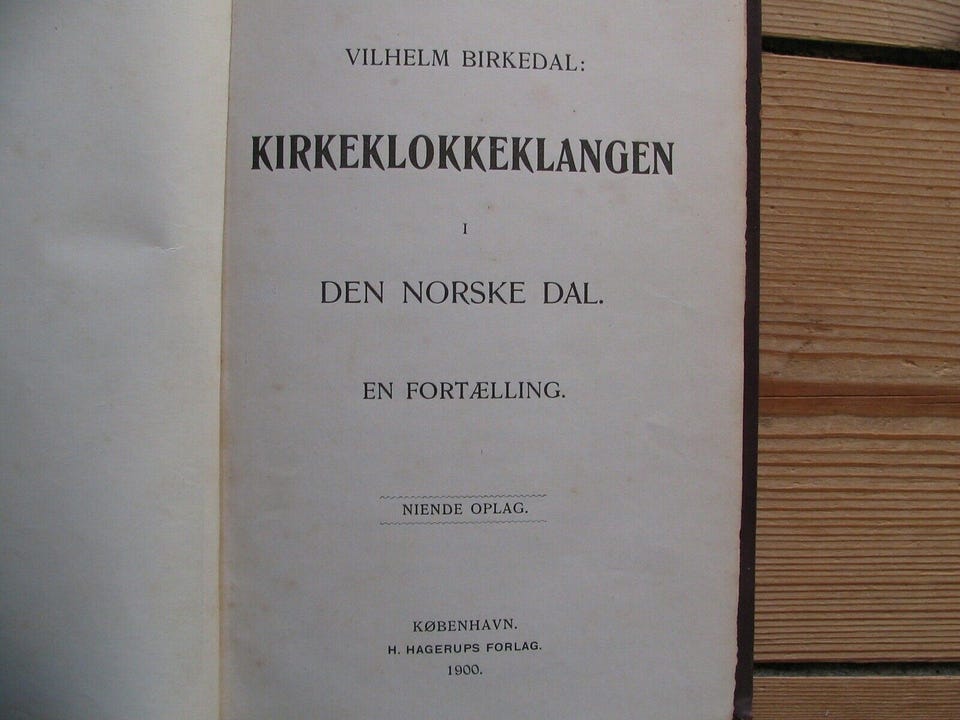 VILHELM BIRKEDAL:
KIRKEKLOKKEKLANGEN
I
DEN NORSKE DAL.
EN FORTÆLLING.
NIENDE OPLAG.
KØBENHAVN.
H. HAGERUPS FORLAG.
1900.